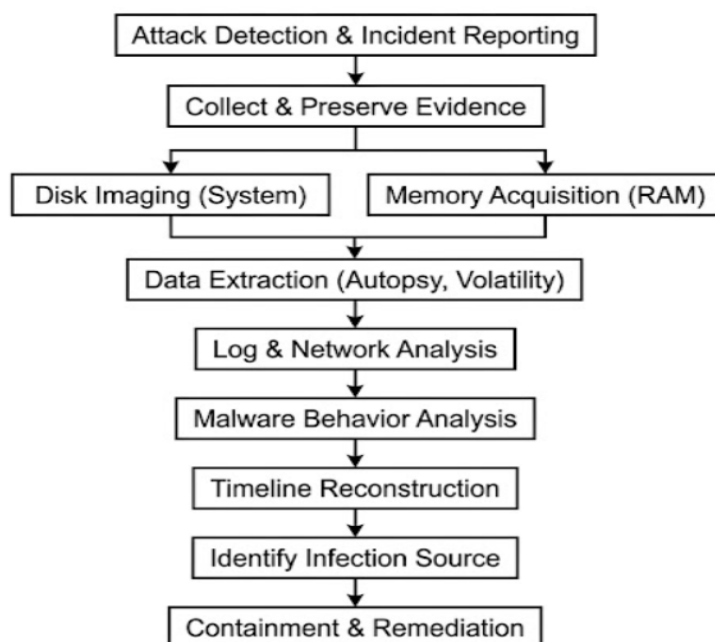 Attack Detection & Incident Reporting
Collect & Preserve Evidence
Disk Imaging (System)
Memory Acquisition (RAM)
Data Extraction (Autopsy, Volatility)
Log & Network Analysis
Malware Behavior Analysis
Timeline Reconstruction
Identify Infection Source
Containment & Remediation